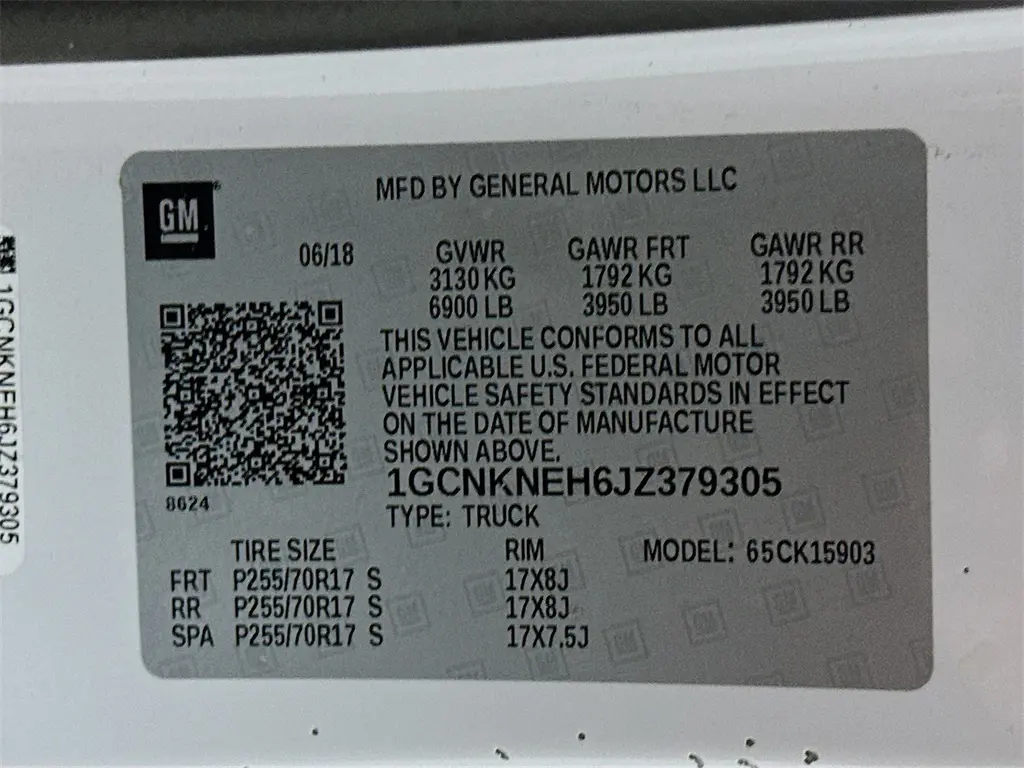 GM
MFD BY GENERAL MOTORS LLC
06/18
GVWR GAWR FRT GAWR RR
3130 KG 1792 KG 1792 KG
6900 LB 3950 LB 3950 LB
THIS VEHICLE CONFORMS TO ALL
APPLICABLE U.S. FEDERAL MOTOR
VEHICLE SAFETY STANDARDS IN EFFECT
ON THE DATE OF MANUFACTURE
SHOWN ABOVE.
1GCNKNEH6JZ379305
8624
TYPE: TRUCK
TIRE SIZE RIM MODEL: 65CK15903
FRT P255/70R17 S 17X8J
RR P255/70R17 S 17X8J
SPA P255/70R17 S 17X7.5J
1GCNKNEH6JZ379305